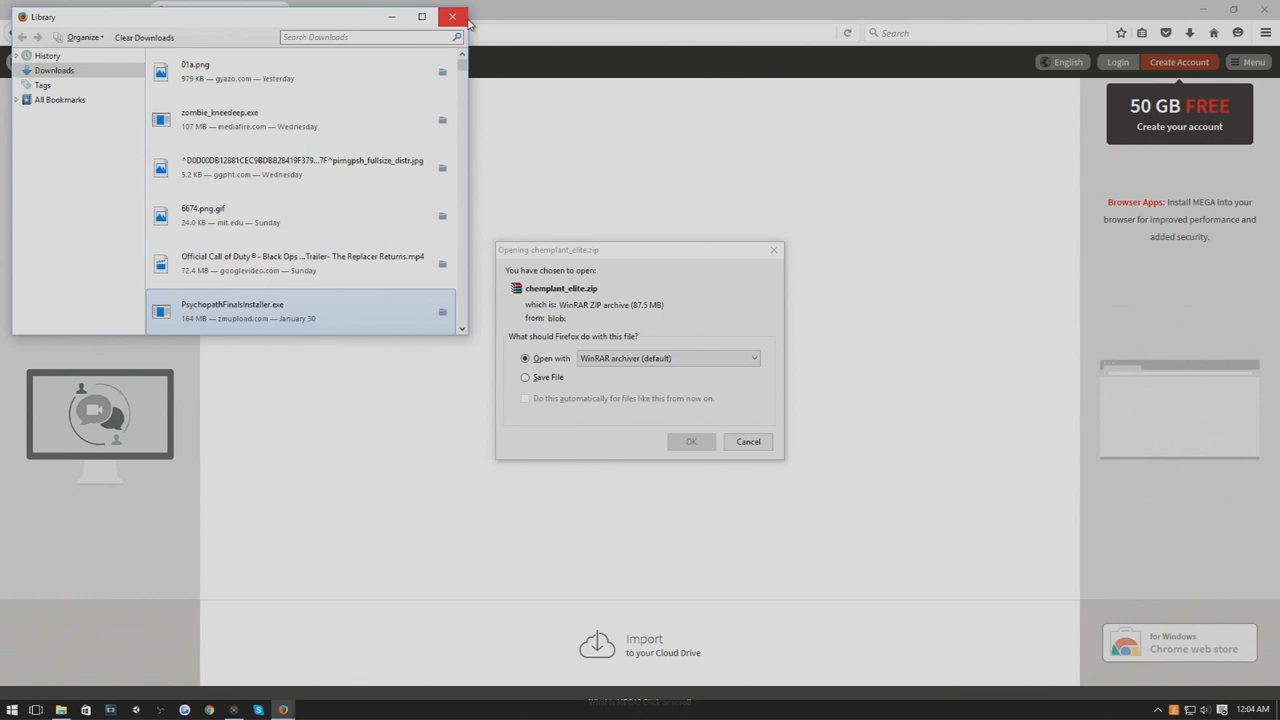 Library
Organize
Clear Downloads
Search Downloads
History
Downloads
Tags
All Bookmarks
01a.png
979 KB — gyazo.com — Yesterday
zombie_kneedeep.exe
107 MB — mediafire.com — Wednesday
^D0D00DB12881CEC9BDBB28419F379...7F^pimgpsh_fullsize_distr.jpg
5.2 KB — ggpht.com — Wednesday
6674.png.gif
24.0 KB — mit.edu — Sunday
Official Call of Duty® - Black Ops ...Trailer- The Replacer Returns.mp4
72.4 MB — googlevideo.com — Sunday
PsychopathFinalsInstaller.exe
164 MB — zmupload.com — January 30
Search
English
Login
Create Account
Menu
50 GB FREE
Create your account
Browser Apps: Install MEGA into your
browser for improved performance and
added security.
Opening chemplant_elite.zip
You have chosen to open:
chemplant_elite.zip
which is: WinRAR ZIP archive (87.5 MB)
from: blob:
What should Firefox do with this file?
Open with
WinRAR archiver (default)
Save File
Do this automatically for files like this from now on.
OK
Cancel
Import
to your Cloud Drive
for Windows
Chrome web store
12:04 AM